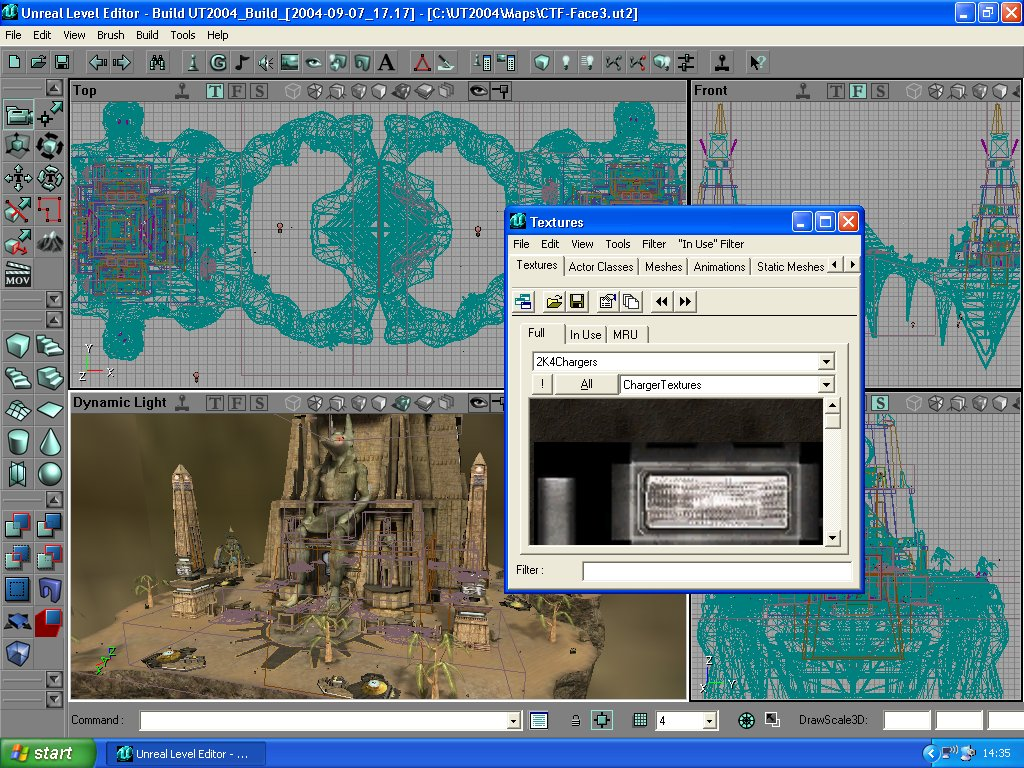 Unreal Level Editor - Build UT2004_Build_[2004-09-07_17.17] - [C:\UT2004\Maps\CTF-Face3.ut2]
File Edit View Brush Build Tools Help
Top T F S
Front T F S
MOV
Y
Z X
Textures
File Edit View Tools Filter "In Use" Filter
Textures Actor Classes Meshes Animations Static Meshes
Full In Use MRU
2K4Chargers
! All ChargerTextures
Filter :
Dynamic Light T F S
S
Z
X Y
Command : 4 DrawScale3D:
start Unreal Level Editor - ... 14:35